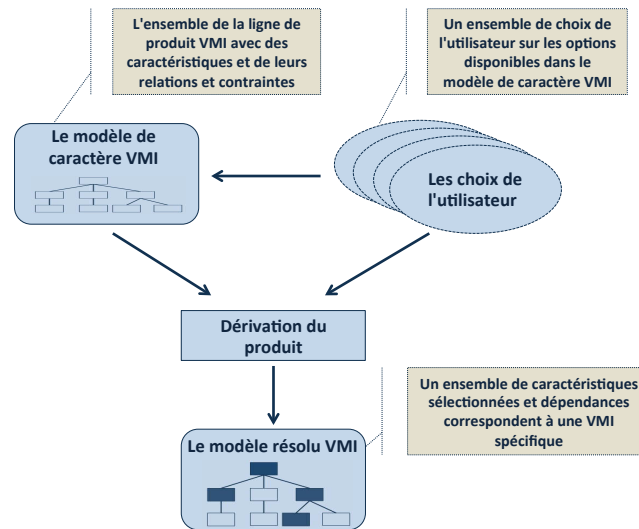 L'ensemble de la ligne de
produit VMI avec des
caractéristiques et de leurs
relations et contraintes
Un ensemble de choix de
l'utilisateur sur les options
disponibles dans le
modèle de caractère VMI
Le modèle de
caractère VMI
Les choix de
l'utilisateur
Dérivation du
produit
Un ensemble de caractéristiques
sélectionnées et dépendances
correspondent à une VMI
spécifique
Le modèle résolu VMI